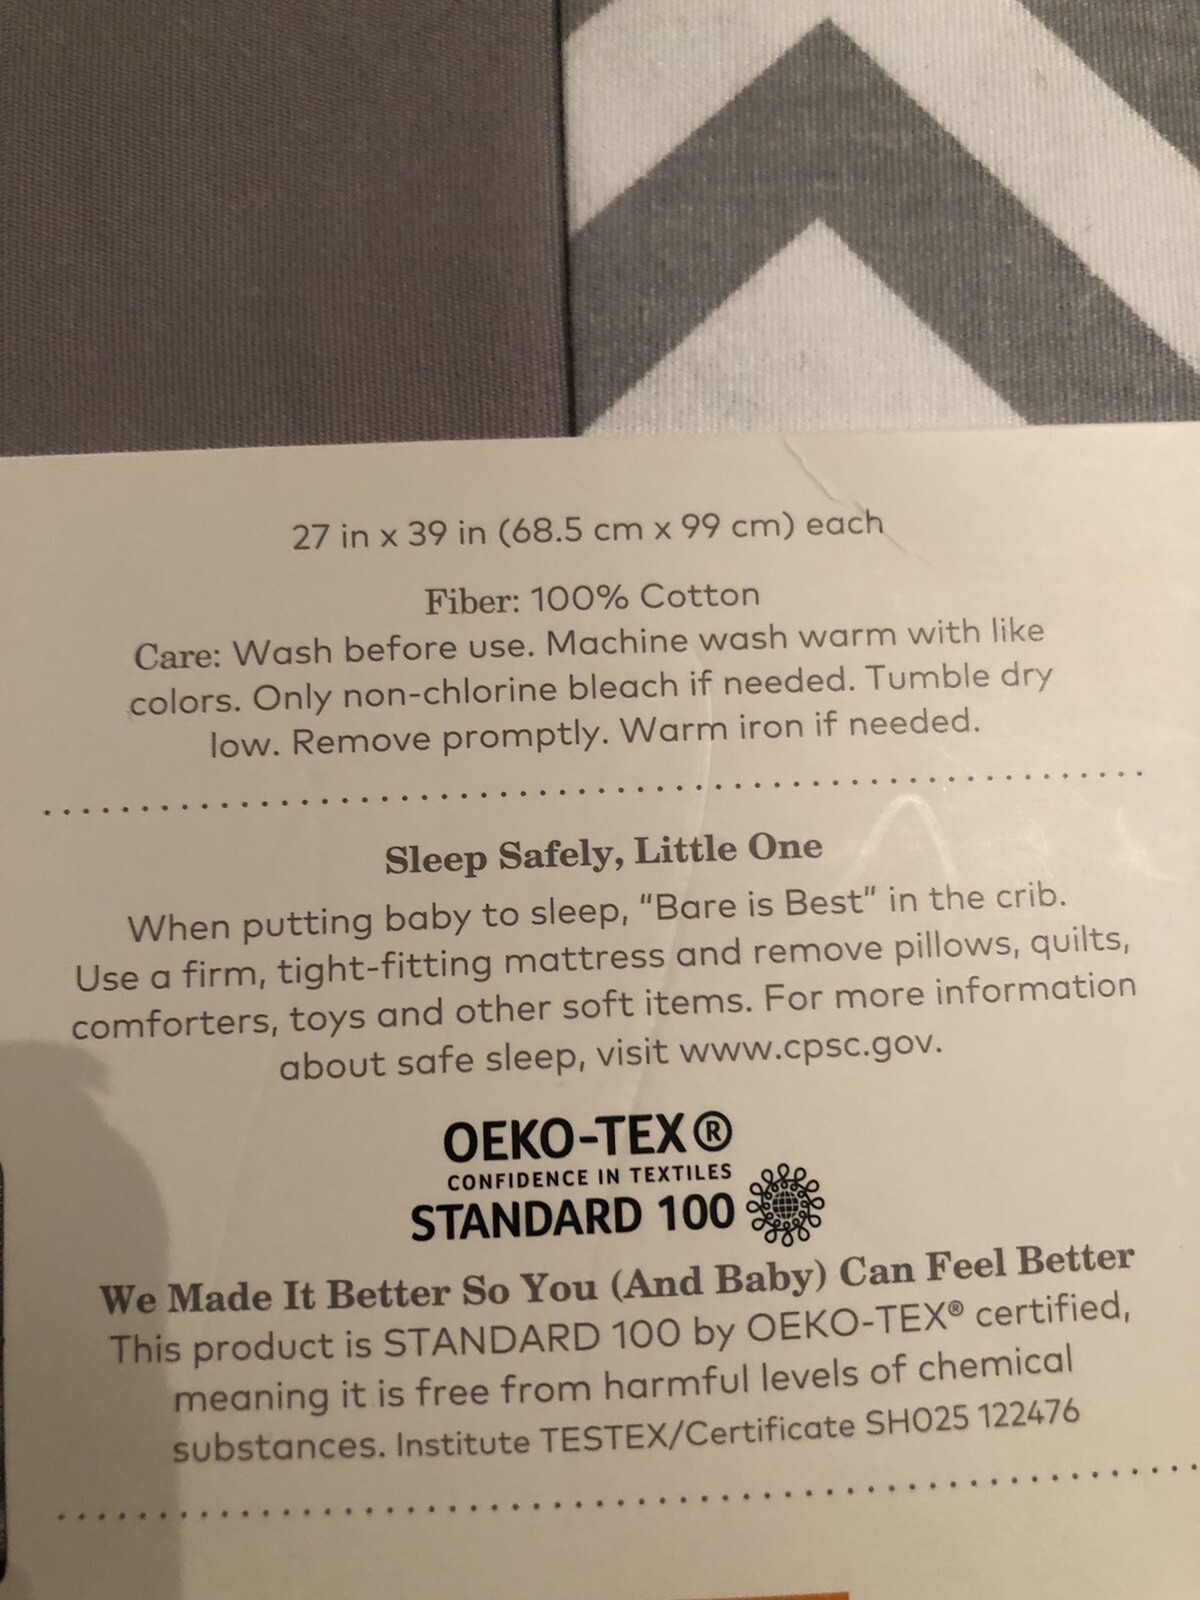 27 in x 39 in (68.5 cm x 99 cm) each
Fiber: 100% Cotton
Care: Wash before use. Machine wash warm with like
colors. Only non-chlorine bleach if needed. Tumble dry
low. Remove promptly. Warm iron if needed.
Sleep Safely, Little One
When putting baby to sleep, "Bare is Best" in the crib.
Use a firm, tight-fitting mattress and remove pillows, quilts,
comforters, toys and other soft items. For more information
about safe sleep, visit www.cpsc.gov.
OEKO-TEX®
CONFIDENCE IN TEXTILES
STANDARD 100
We Made It Better So You (And Baby) Can Feel Better
This product is STANDARD 100 by OEKO-TEX® certified,
meaning it is free from harmful levels of chemical
substances. Institute TESTEX/Certificate SH025 122476